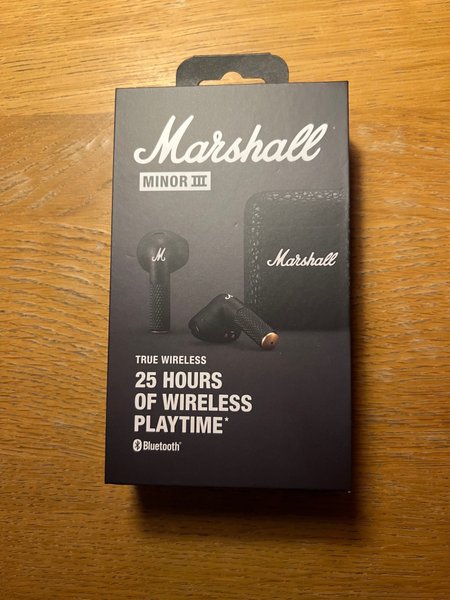 Marshall
MINOR III
M
Marshall
M
TRUE WIRELESS
25 HOURS
OF WIRELESS
PLAYTIME*
Bluetooth®